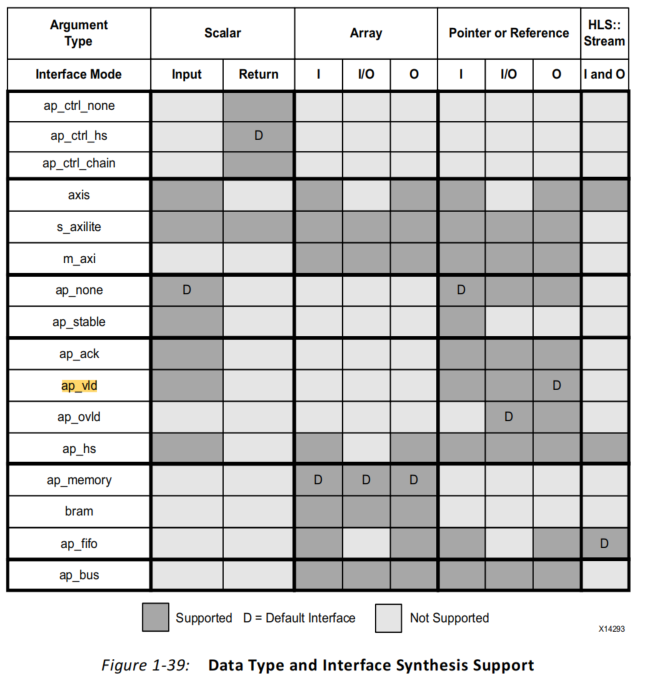 Argument Type Scalar Array Pointer or Reference HLS:: Stream
Interface Mode Input Return I I/O O I I/O O I and O
ap_ctrl_none
ap_ctrl_hs D
ap_ctrl_chain
axis
s_axilite
m_axi
ap_none D D
ap_stable
ap_ack
ap_vld D
ap_ovld D
ap_hs
ap_memory D D D
bram
ap_fifo D
ap_bus
Supported D = Default Interface Not Supported
X14293
Figure 1-39: Data Type and Interface Synthesis Support